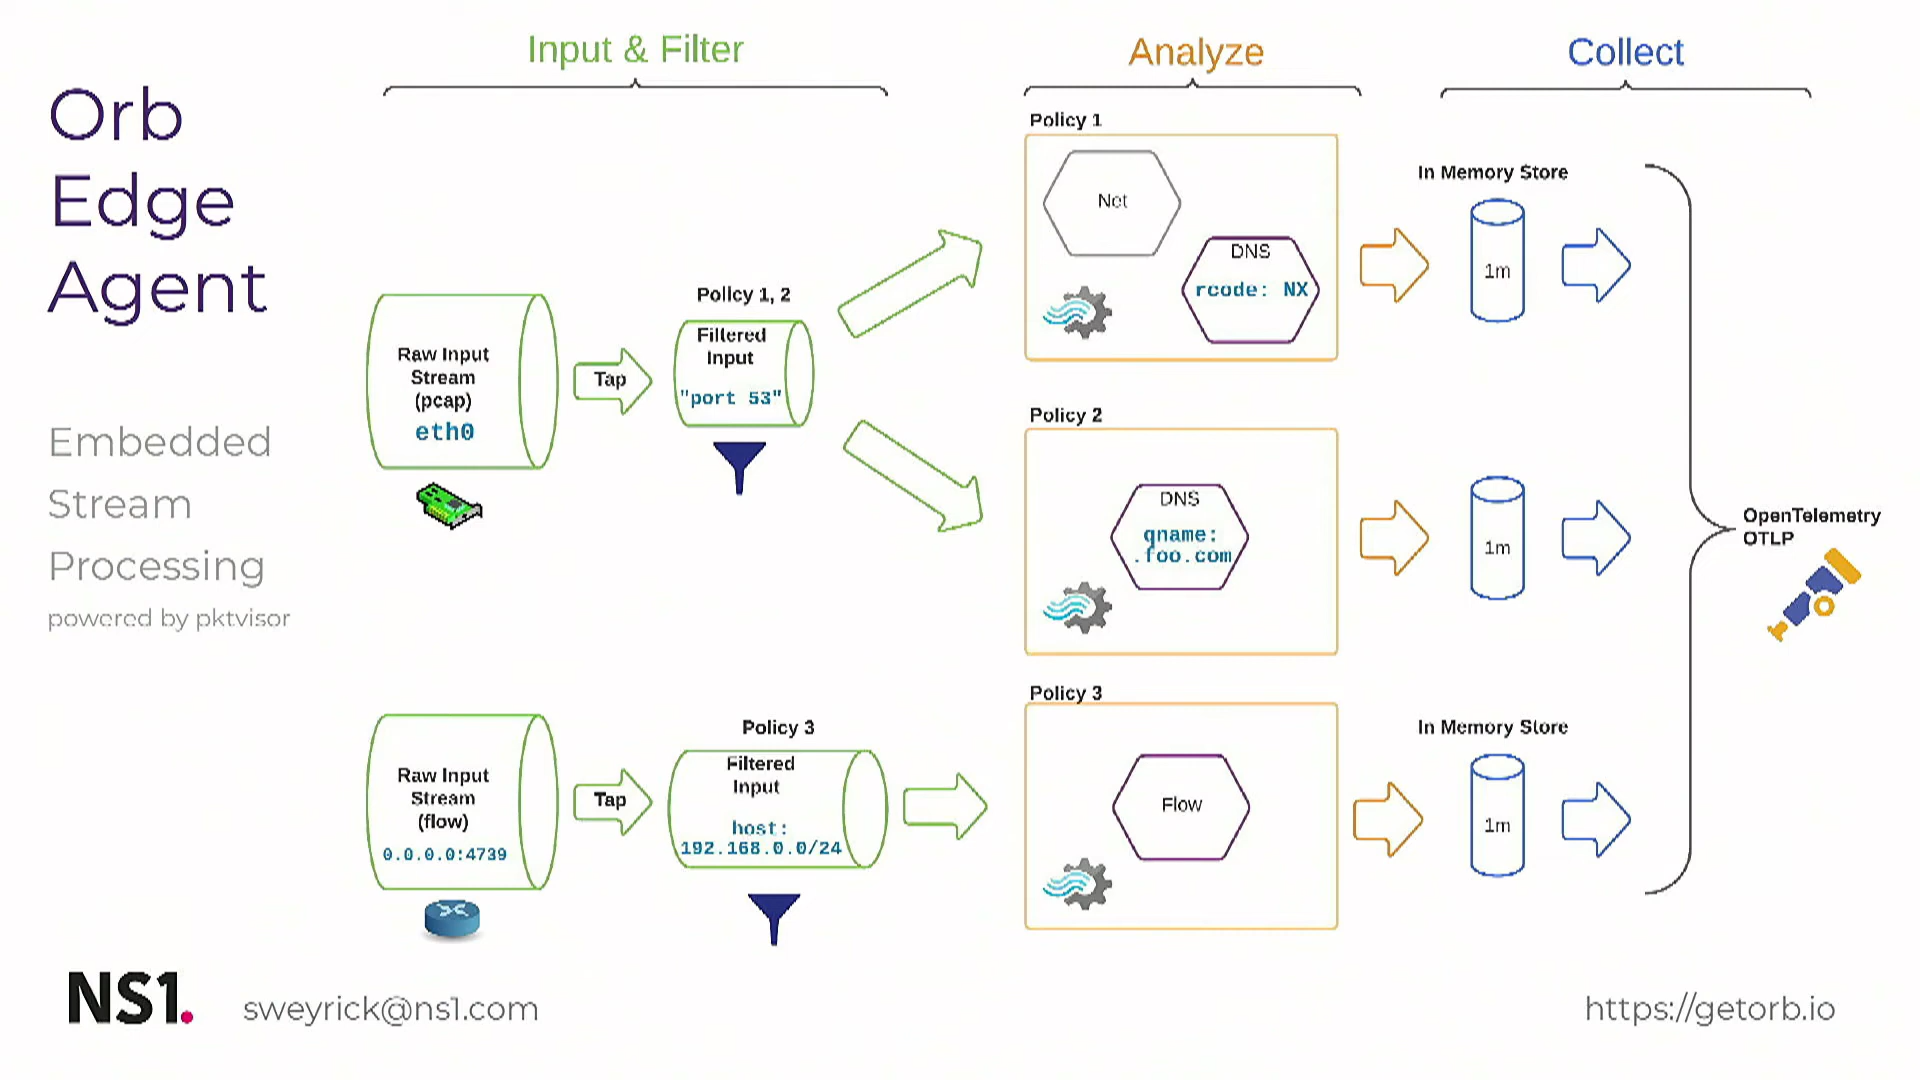 Orb
Edge
Agent
Embedded
Stream
Processing
powered by pktvisor
Input & Filter
Analyze
Collect
Raw Input
Stream
(pcap)
eth0
Tap
Policy 1, 2
Filtered
Input
"port 53"
Policy 1
Net
DNS
rcode: NX
In Memory Store
1m
Policy 2
DNS
qname:
.foo.com
1m
OpenTelemetry
OTLP
Raw Input
Stream
(flow)
0.0.0.0:4739
Tap
Policy 3
Filtered
Input
host:
192.168.0.0/24
Policy 3
Flow
In Memory Store
1m
NS1.
sweyrick@ns1.com
https://getorb.io